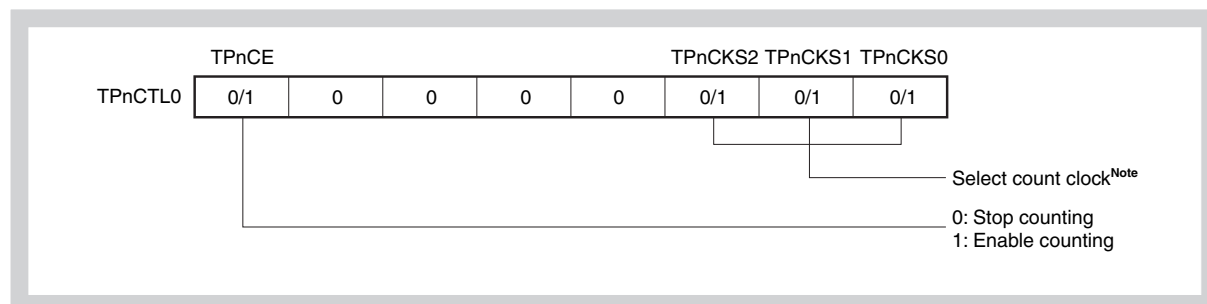 TPnCE TPnCKS2 TPnCKS1 TPnCKS0
TPnCTL0 0/1 0 0 0 0 0/1 0/1 0/1
Select count clockNote
0: Stop counting
1: Enable counting